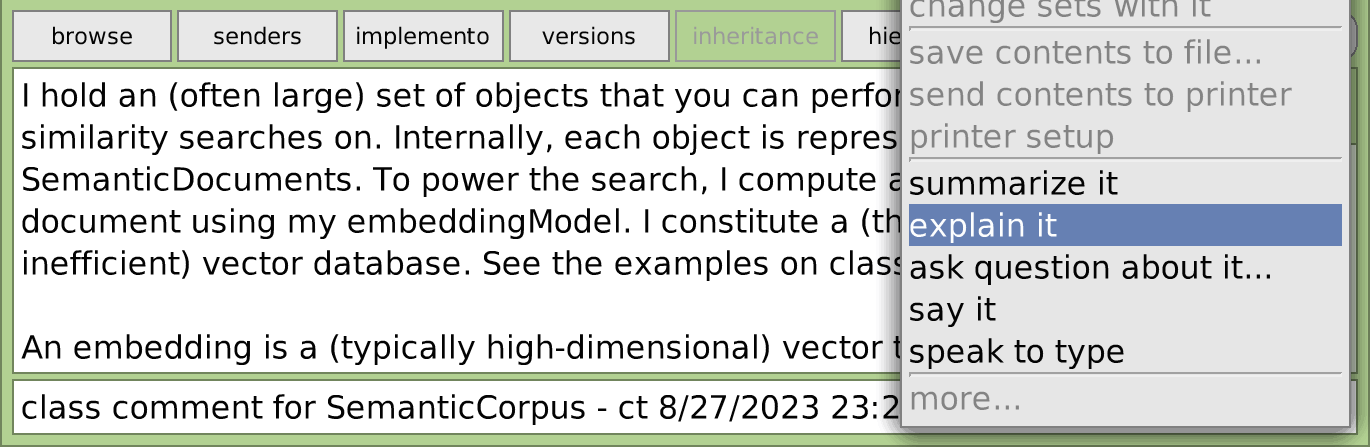 browse senders implemento versions inheritance hie
I hold an (often large) set of objects that you can perfor
similarity searches on. Internally, each object is repres
SemanticDocuments. To power the search, I compute a
document using my embeddingModel. I constitute a (th
inefficient) vector database. See the examples on class
An embedding is a (typically high-dimensional) vector t
class comment for SemanticCorpus - ct 8/27/2023 23:2
change sets with it
save contents to file...
send contents to printer
printer setup
summarize it
explain it
ask question about it...
say it
speak to type
more...